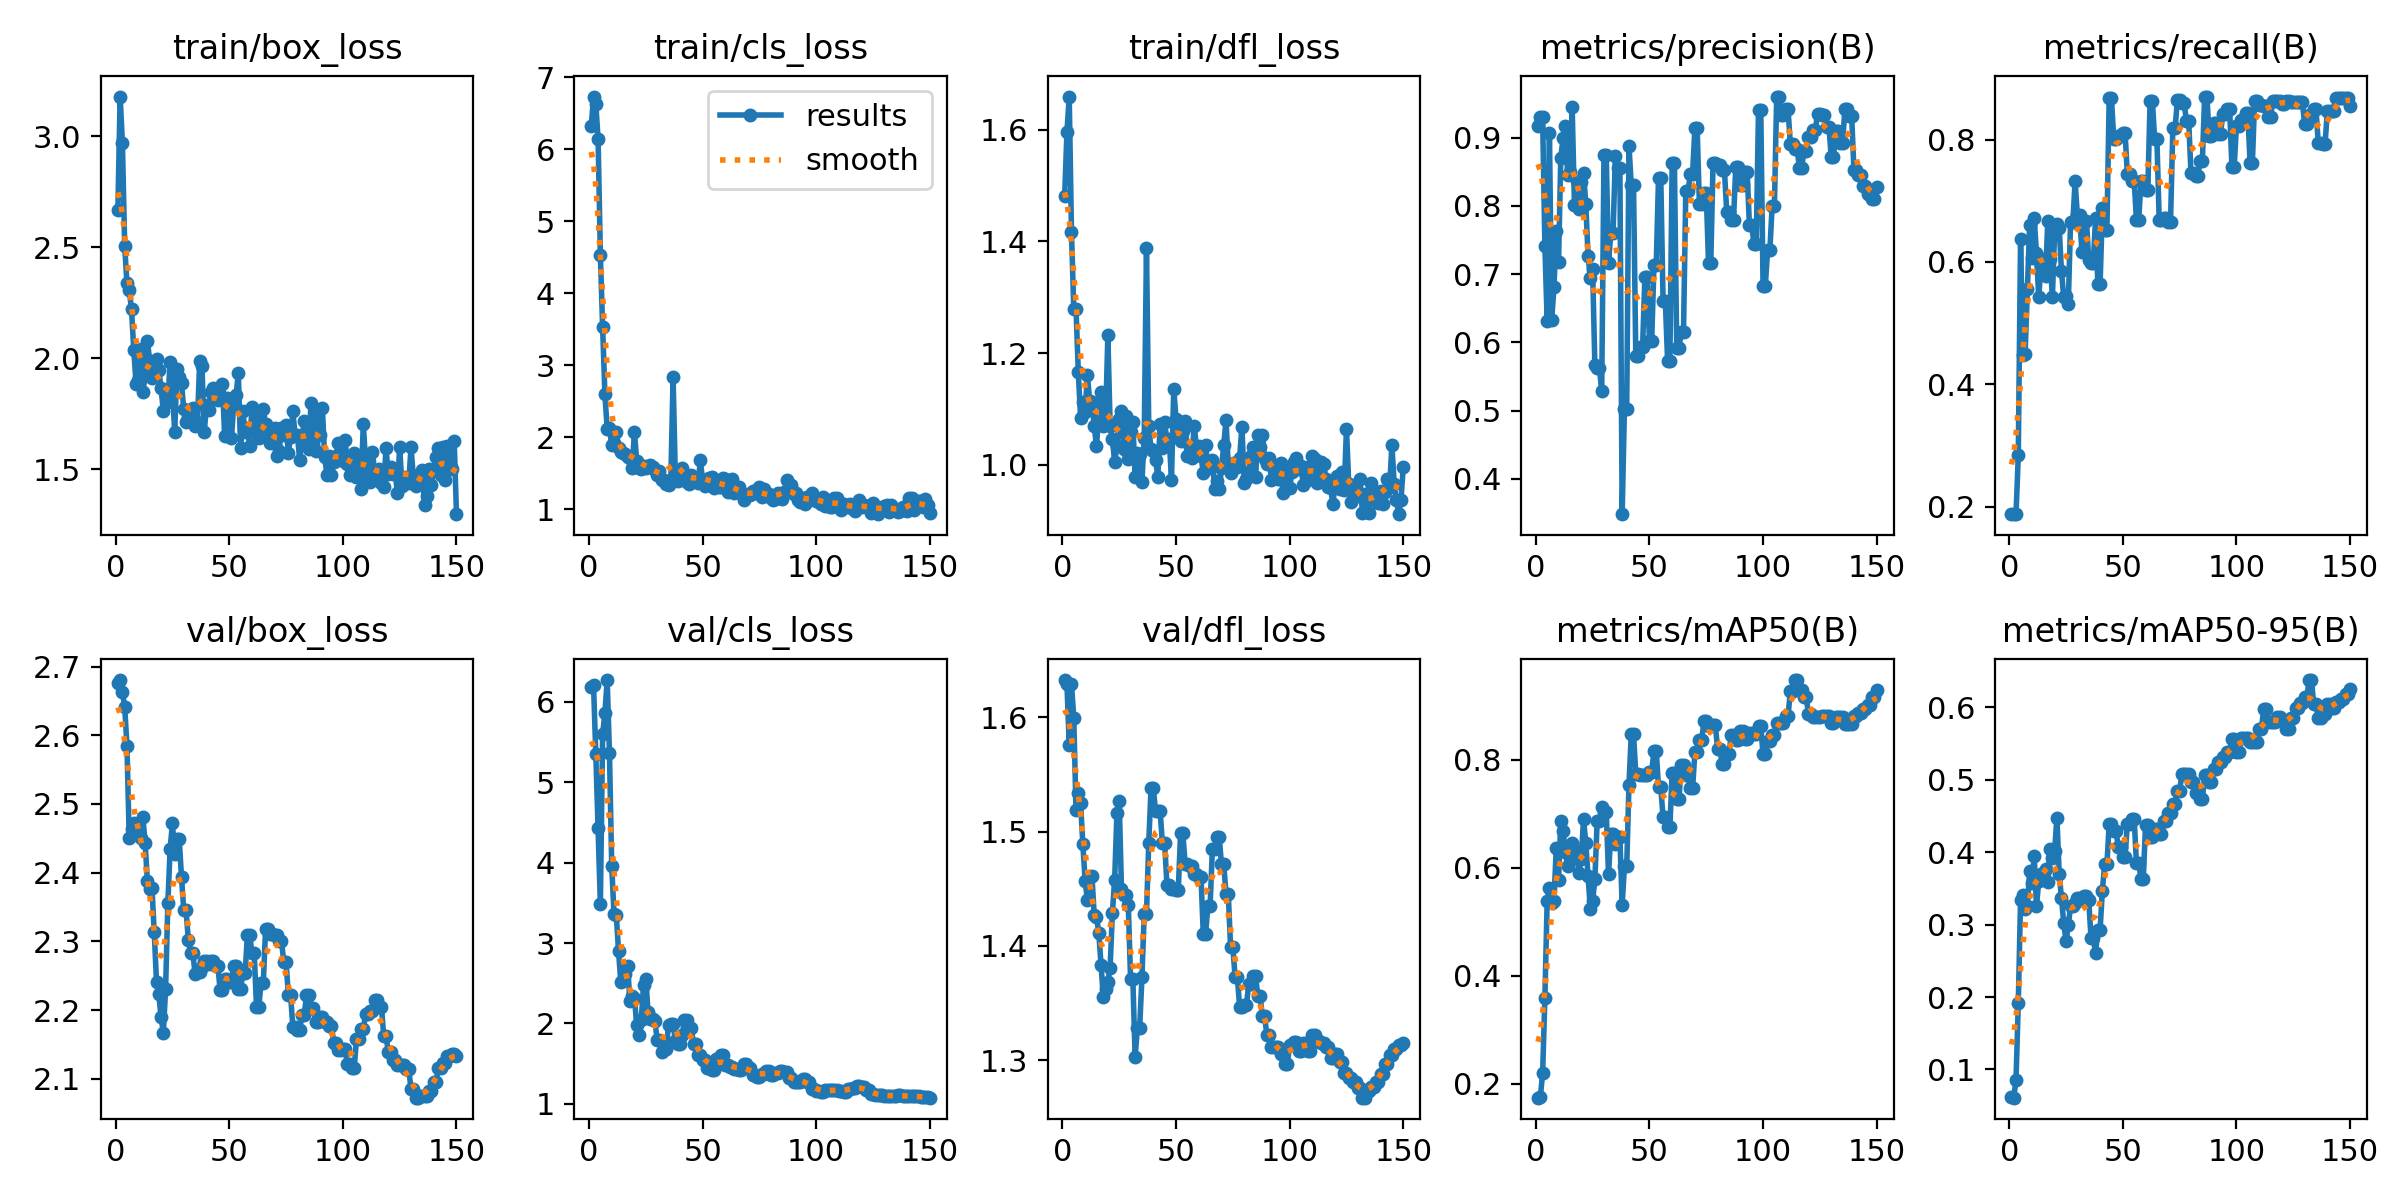 train/box_loss
3.0
2.5
2.0
1.5
0 50 100 150
train/cls_loss
results
smooth
7
6
5
4
3
2
1
0 50 100 150
train/dfl_loss
1.6
1.4
1.2
1.0
0 50 100 150
metrics/precision(B)
0.9
0.8
0.7
0.6
0.5
0.4
0 50 100 150
metrics/recall(B)
0.8
0.6
0.4
0.2
0 50 100 150
val/box_loss
2.7
2.6
2.5
2.4
2.3
2.2
2.1
0 50 100 150
val/cls_loss
6
5
4
3
2
1
0 50 100 150
val/dfl_loss
1.6
1.5
1.4
1.3
0 50 100 150
metrics/mAP50(B)
0.8
0.6
0.4
0.2
0 50 100 150
metrics/mAP50-95(B)
0.6
0.5
0.4
0.3
0.2
0.1
0 50 100 150